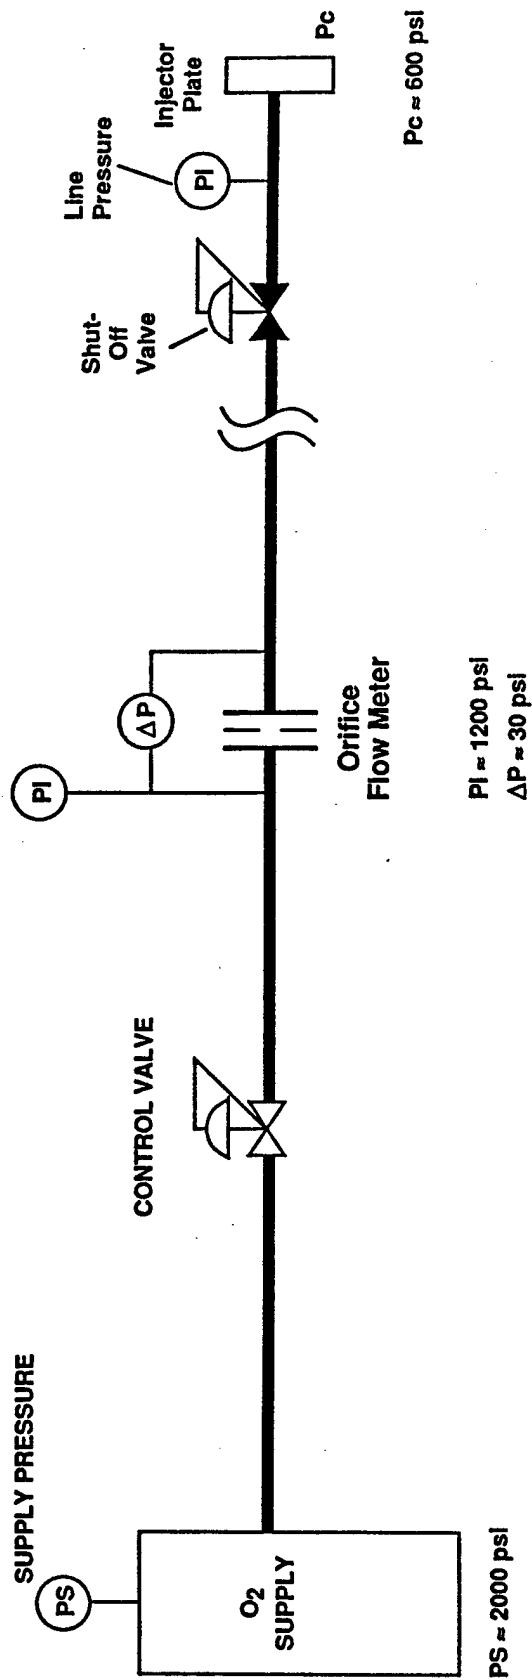 SUPPLY PRESSURE
PS
O2
SUPPLY
PS ≈ 2000 psi
CONTROL VALVE
PI
ΔP
Orifice
Flow Meter
PI ≈ 1200 psi
ΔP ≈ 30 psi
Shut-
Off
Valve
Line
Pressure
PI
Injector
Plate
Pc
Pc ≈ 600 psi